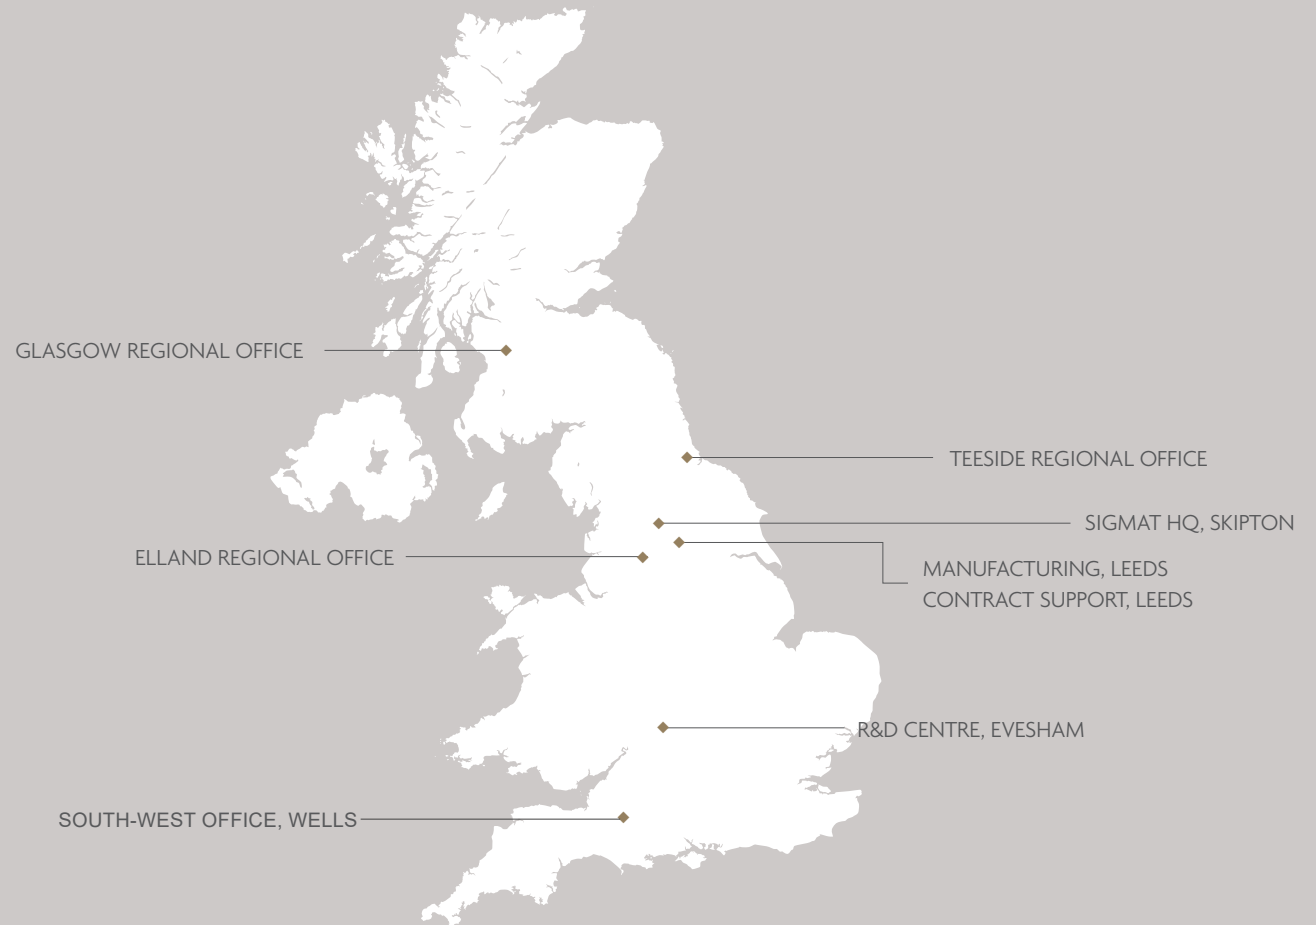 GLASGOW REGIONAL OFFICE
TEESIDE REGIONAL OFFICE
SIGMAT HQ, SKIPTON
ELLAND REGIONAL OFFICE
MANUFACTURING, LEEDS
CONTRACT SUPPORT, LEEDS
R&D CENTRE, EVESHAM
SOUTH-WEST OFFICE, WELLS